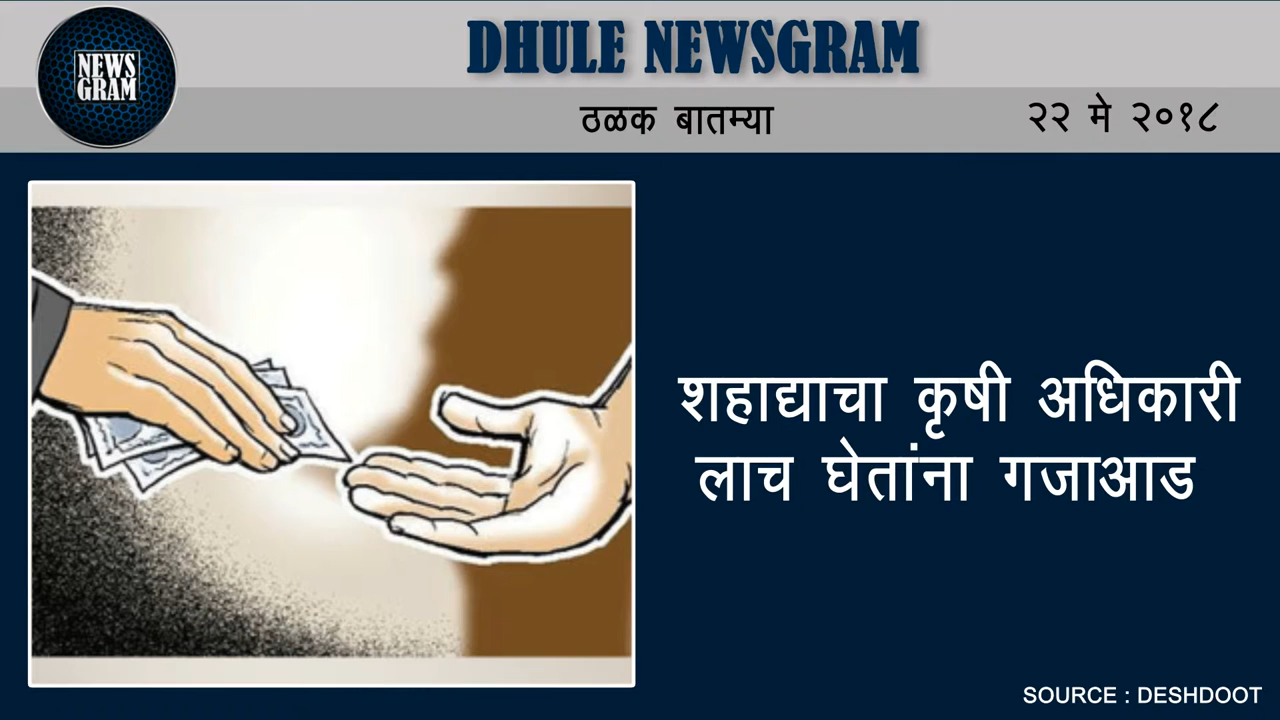 NEWS
GRAM
DHULE NEWSGRAM
ठळक बातम्या
२२ मे २०१८
शहाद्याचा कृषी अधिकारी
लाच घेतांना गजाआड
SOURCE : DESHDOOT